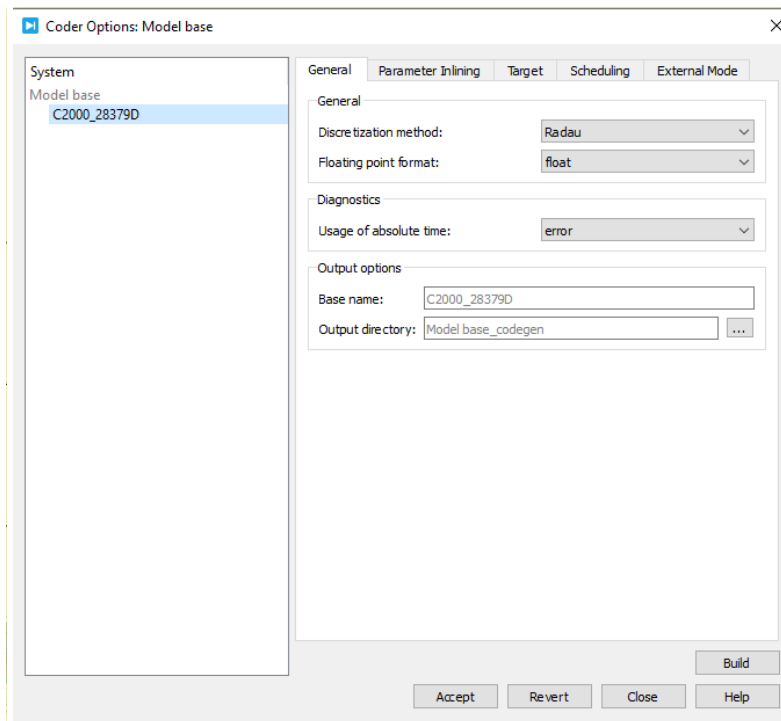 Coder Options: Model base
System
Model base
C2000_28379D
General Parameter Inlining Target Scheduling External Mode
General
Discretization method: Radau
Floating point format: float
Diagnostics
Usage of absolute time: error
Output options
Base name: C2000_28379D
Output directory: Model base_codegen ...
Build
Accept Revert Close Help